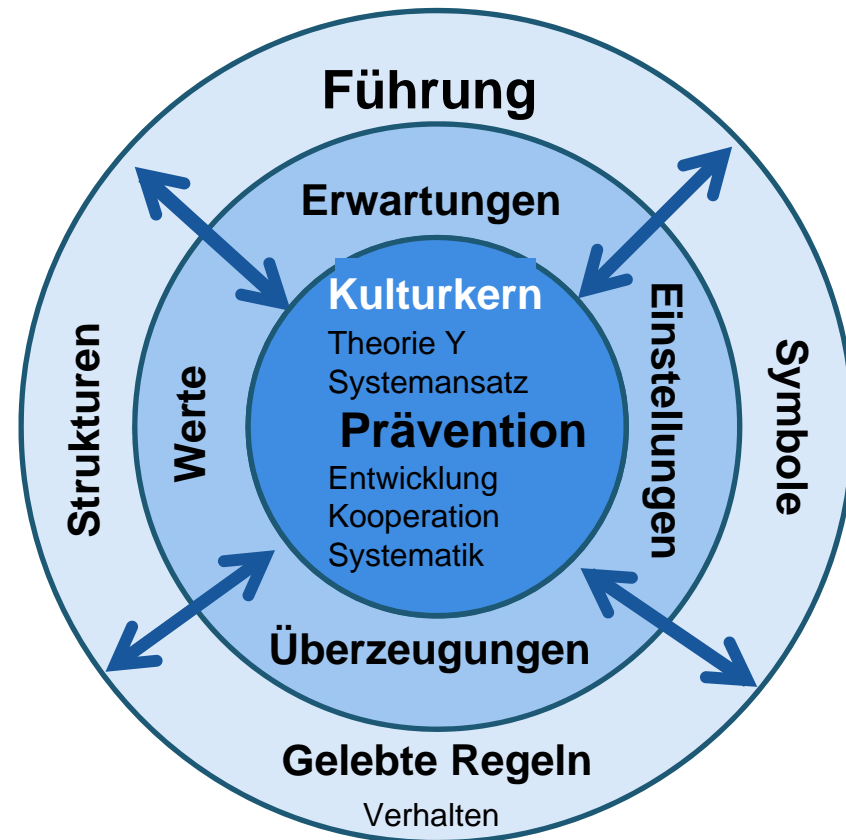 Führung
Erwartungen
Kulturkern
Theorie Y
Systemansatz
Prävention
Entwicklung
Kooperation
Systematik
Strukturen
Werte
Einstellungen
Symbole
Überzeugungen
Gelebte Regeln
Verhalten